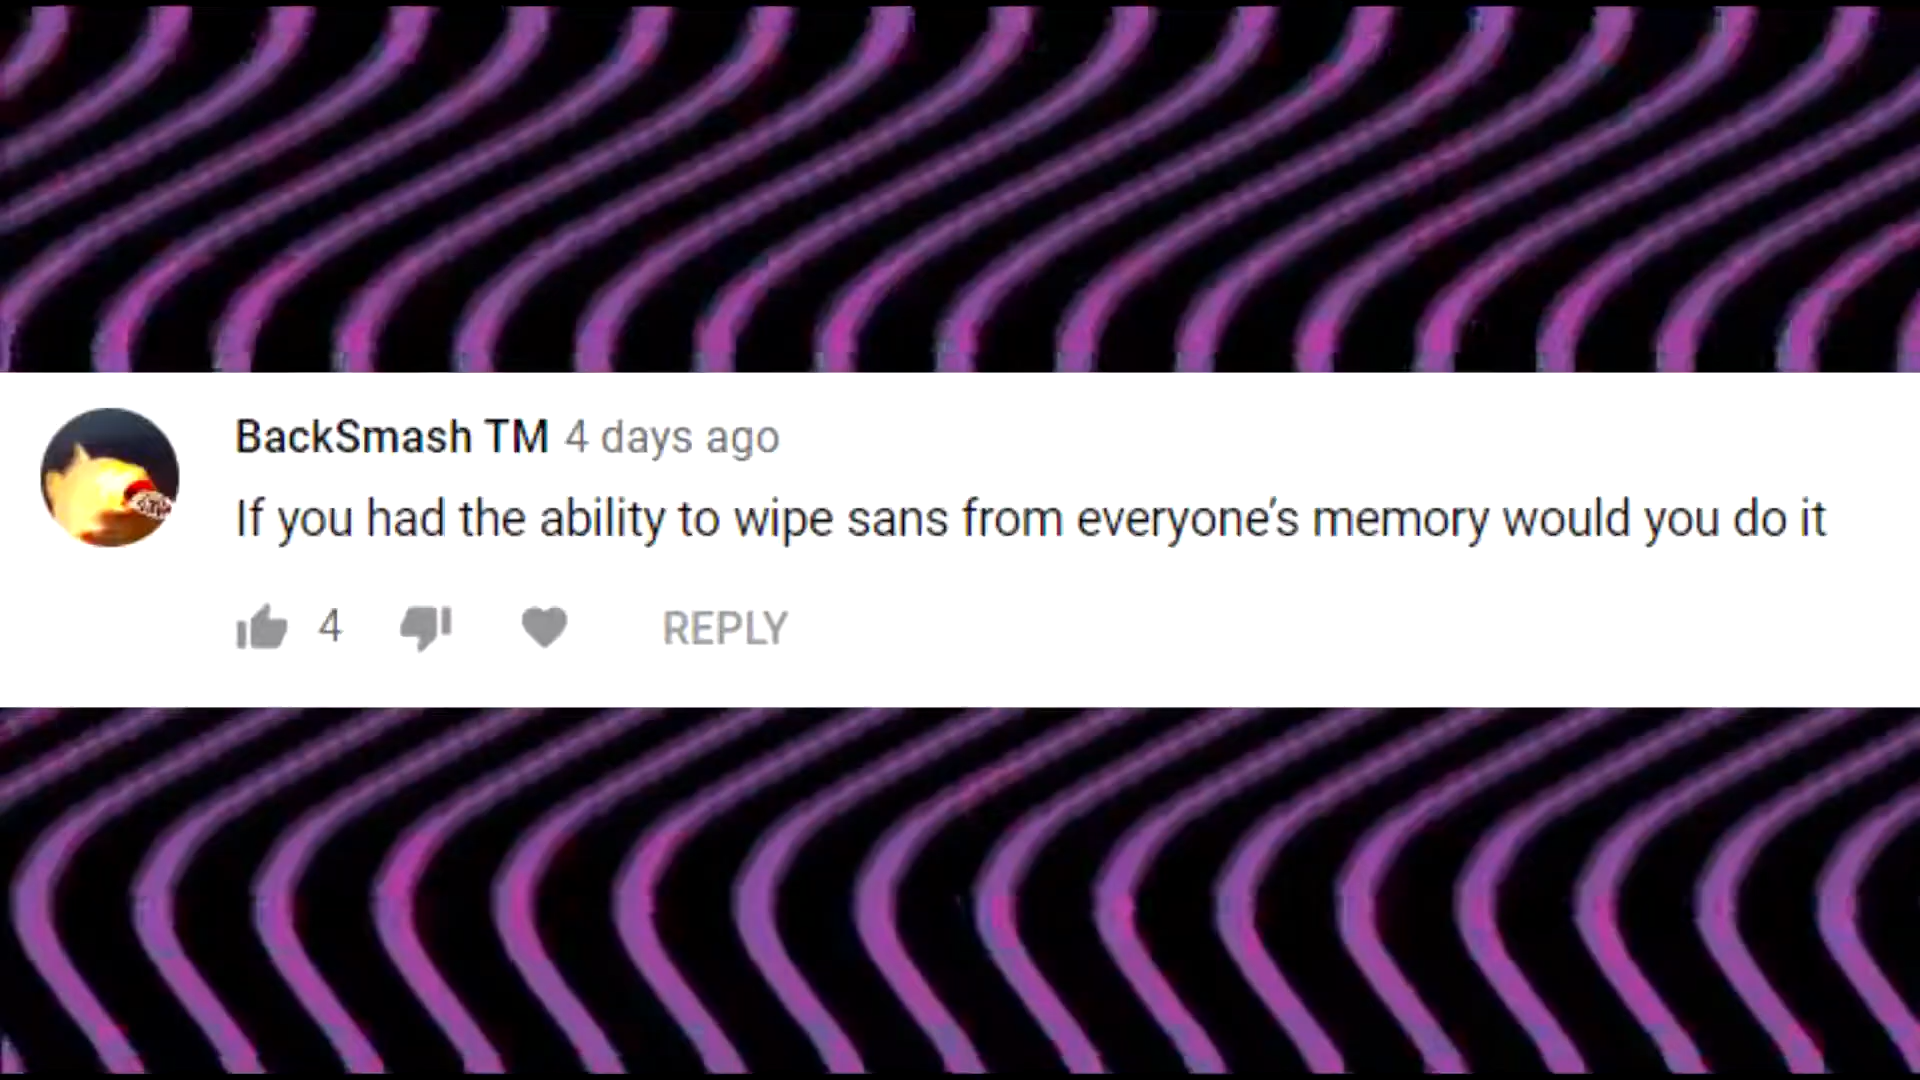 BackSmash TM 4 days ago
If you had the ability to wipe sans from everyone’s memory would you do it
4 REPLY